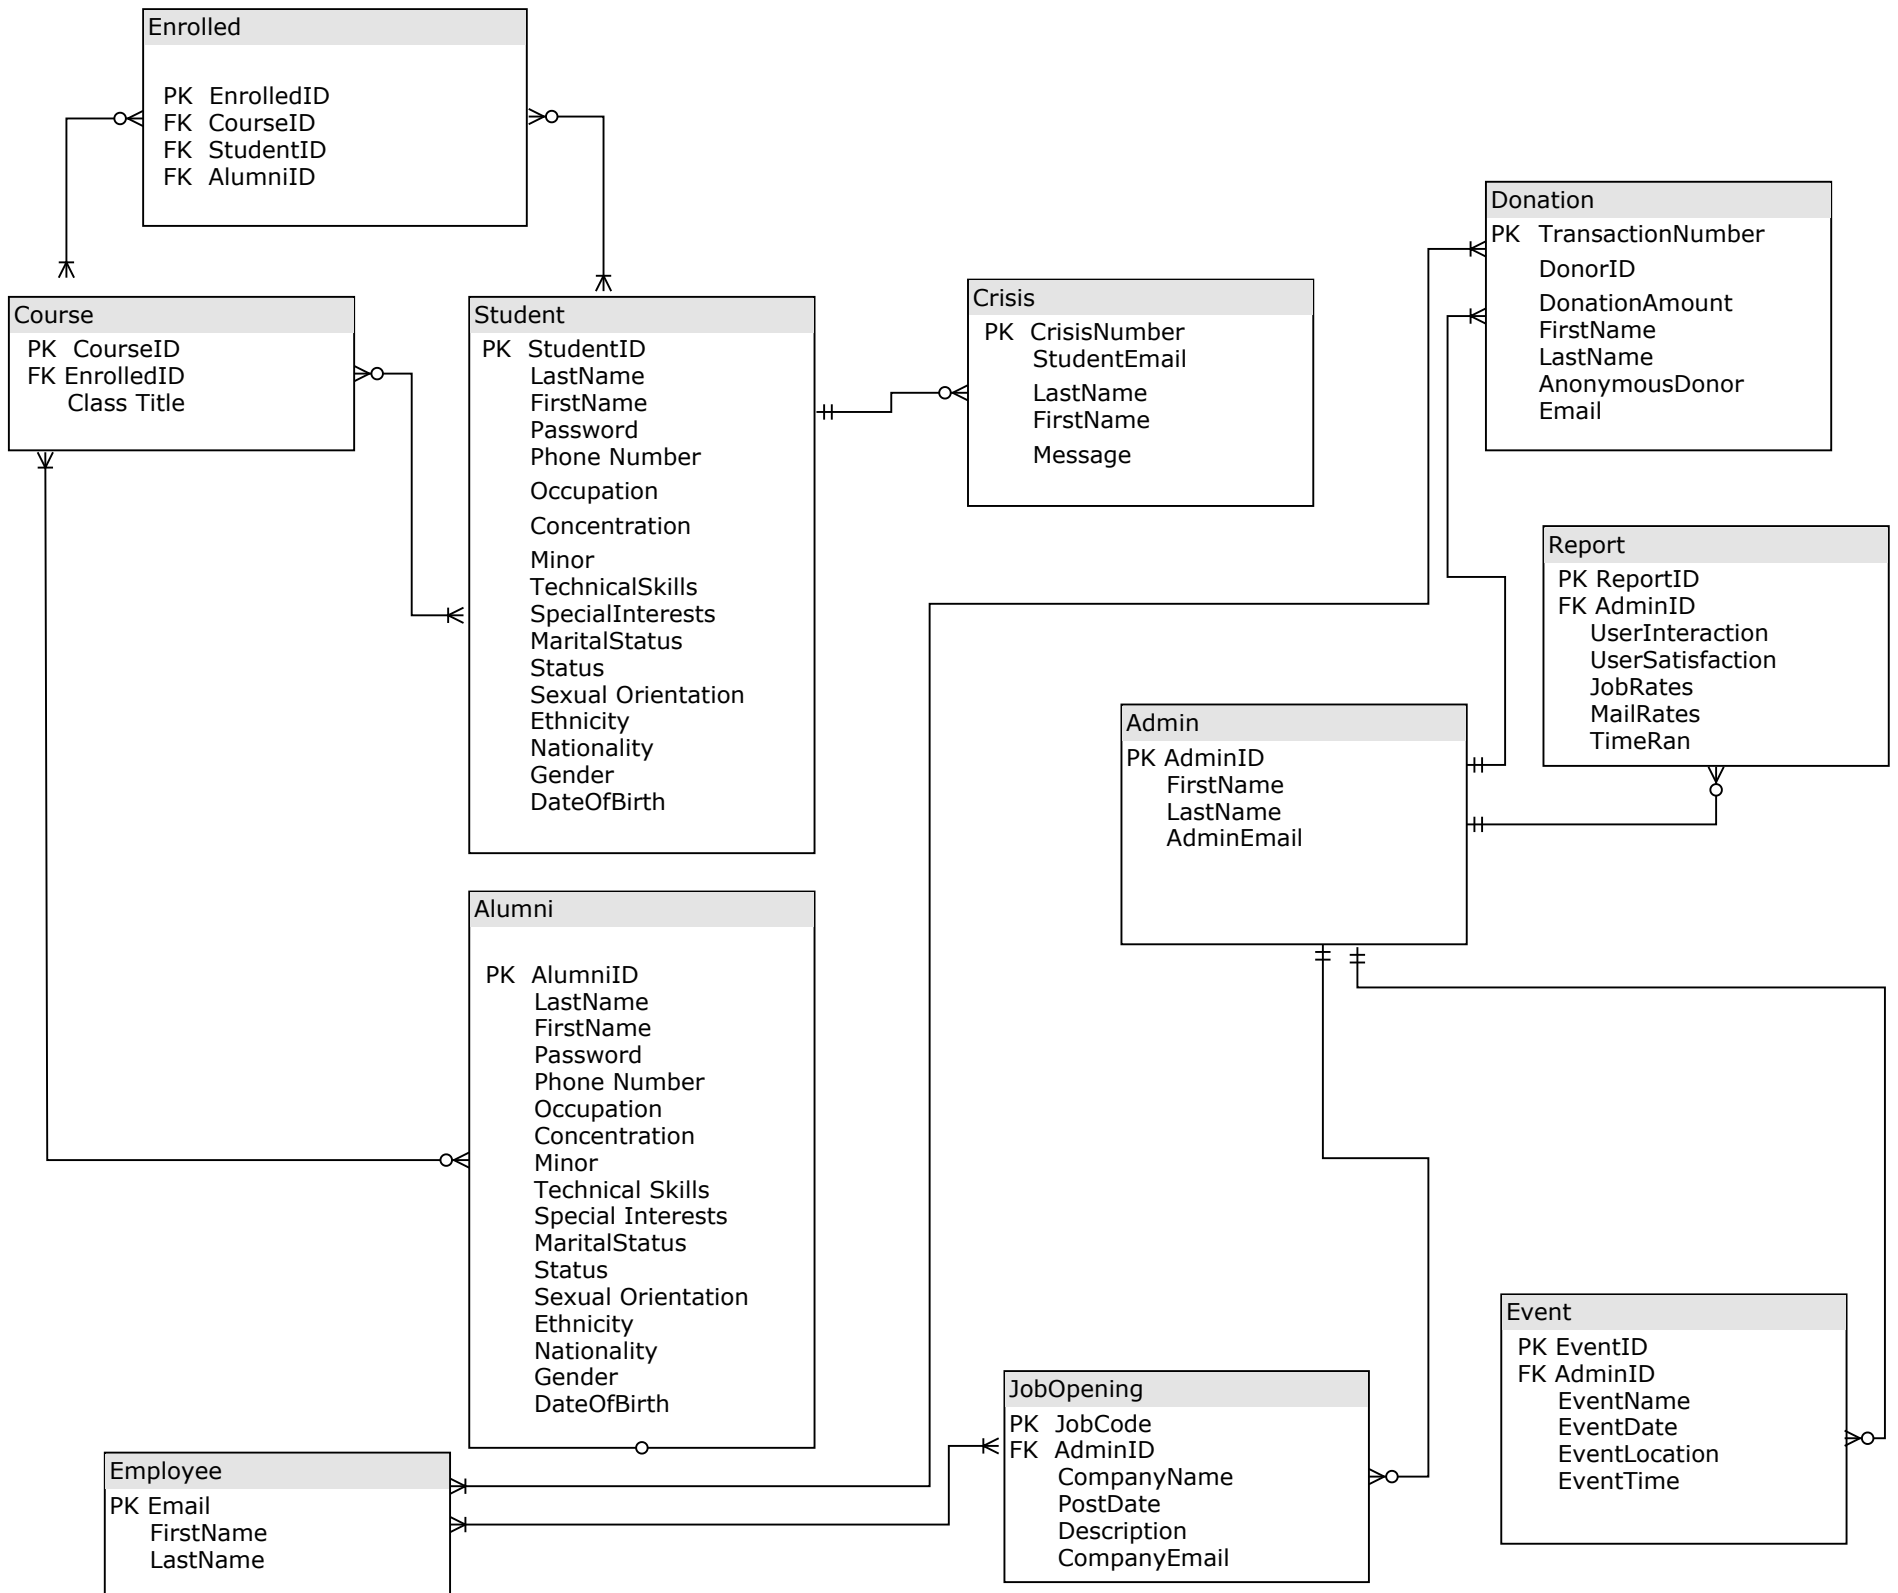 Enrolled
PK EnrolledID
FK CourseID
FK StudentID
FK AlumniID
Course
PK CourseID
FK EnrolledID
Class Title
Student
PK StudentID
LastName
FirstName
Password
Phone Number
Occupation
Concentration
Minor
TechnicalSkills
SpecialInterests
MaritalStatus
Status
Sexual Orientation
Ethnicity
Nationality
Gender
DateOfBirth
Crisis
PK CrisisNumber
StudentEmail
LastName
FirstName
Message
Donation
PK TransactionNumber
DonorID
DonationAmount
FirstName
LastName
AnonymousDonor
Email
Report
PK ReportID
FK AdminID
UserInteraction
UserSatisfaction
JobRates
MailRates
TimeRan
Admin
PK AdminID
FirstName
LastName
AdminEmail
Alumni
PK AlumniID
LastName
FirstName
Password
Phone Number
Occupation
Concentration
Minor
Technical Skills
Special Interests
MaritalStatus
Status
Sexual Orientation
Ethnicity
Nationality
Gender
DateOfBirth
Employee
PK Email
FirstName
LastName
JobOpening
PK JobCode
FK AdminID
CompanyName
PostDate
Description
CompanyEmail
Event
PK EventID
FK AdminID
EventName
EventDate
EventLocation
EventTime